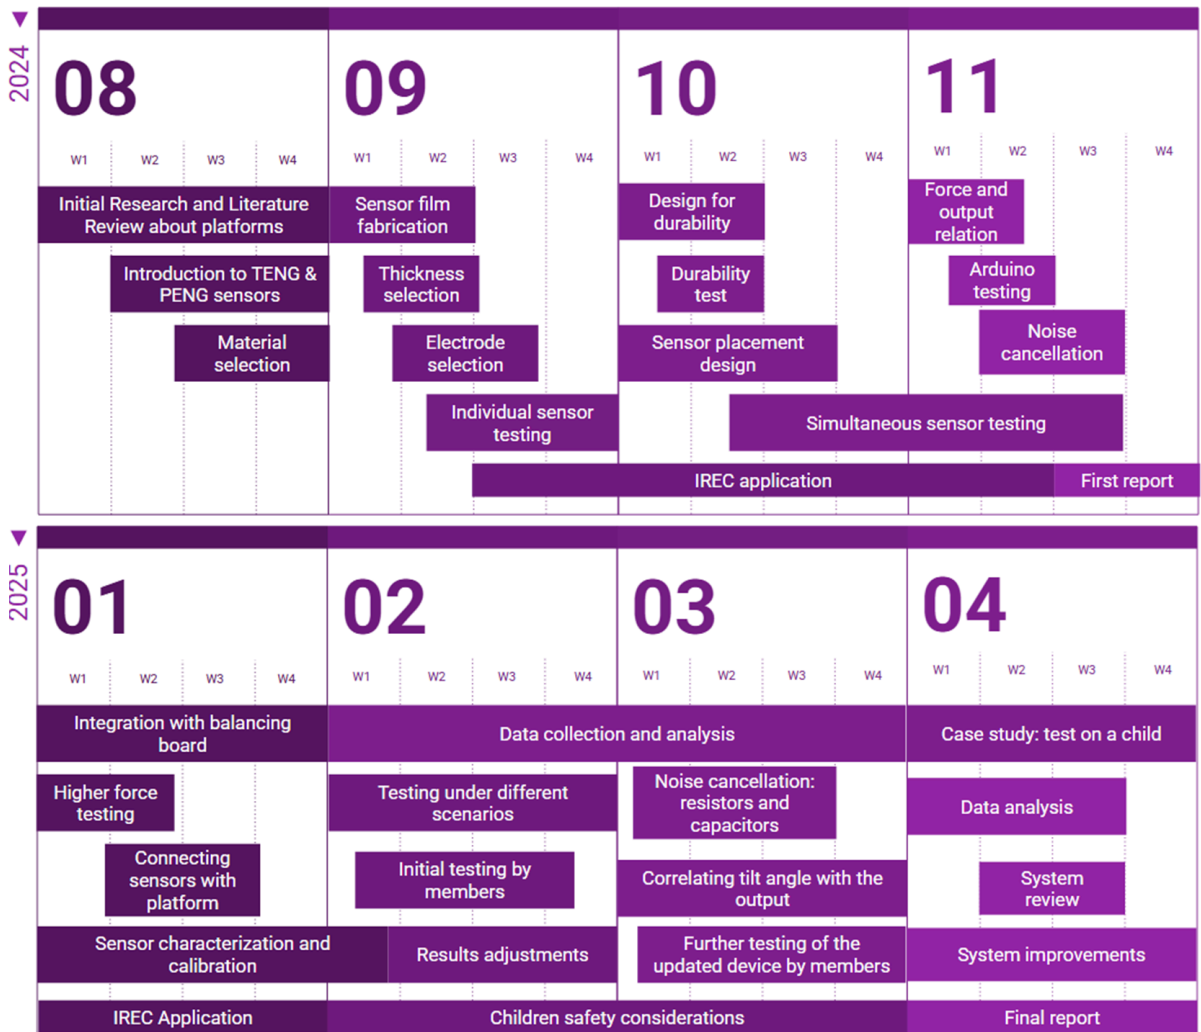 2024
08
09
10
11
W1 W2 W3 W4 W1 W2 W3 W4 W1 W2 W3 W4 W1 W2 W3 W4
Initial Research and Literature
Review about platforms
Sensor film
fabrication
Design for
durability
Force and
output
relation
Introduction to TENG &
PENG sensors
Thickness
selection
Durability
test
Arduino
testing
Material
selection
Electrode
selection
Sensor placement
design
Noise
cancellation
Individual sensor
testing
Simultaneous sensor testing
IREC application
First report
2025
01
02
03
04
W1 W2 W3 W4 W1 W2 W3 W4 W1 W2 W3 W4 W1 W2 W3 W4
Integration with balancing
board
Data collection and analysis
Case study: test on a child
Higher force
testing
Testing under different
scenarios
Noise cancellation:
resistors and
capacitors
Data analysis
Connecting
sensors with
platform
Initial testing by
members
Correlating tilt angle with the
output
System
review
Sensor characterization and
calibration
Results adjustments
Further testing of the
updated device by members
System improvements
IREC Application
Children safety considerations
Final report